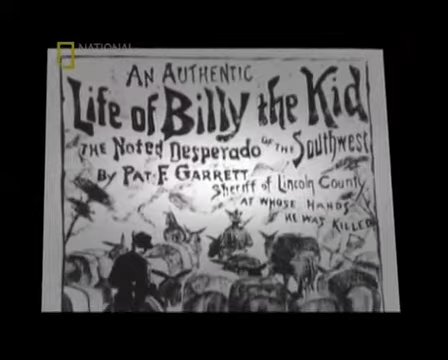 NATIONAL
AN AUTHENTIC
Life of Billy the Kid
THE Noted Desperado OF THE Southwest
By PAT. F. GARRETT
Sheriff of Lincoln County
AT WHOSE HANDS
HE WAS KILLED